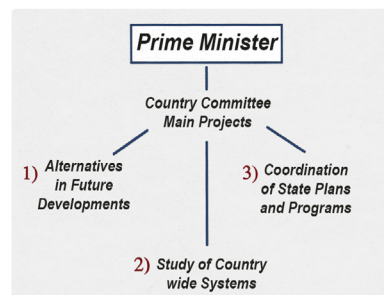 Prime Minister
Country Committee
Main Projects
1) Alternatives
in Future
Developments
3) Coordination
of State Plans
and Programs
2) Study of Country
wide Systems